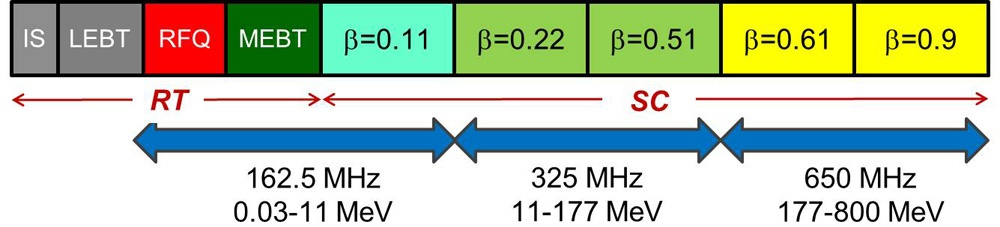 IS LEBT RFQ MEBT β=0.11 β=0.22 β=0.51 β=0.61 β=0.9
RT SC
162.5 MHz 325 MHz 650 MHz
0.03-11 MeV 11-177 MeV 177-800 MeV